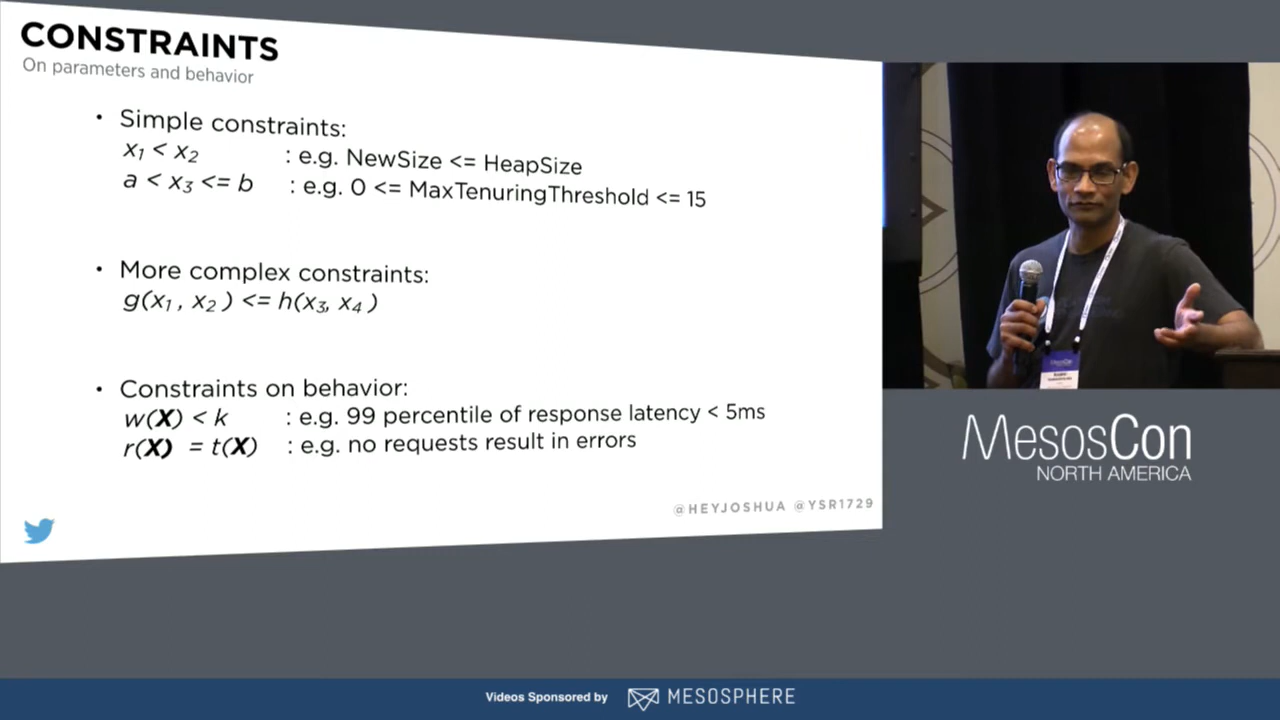 CONSTRAINTS
On parameters and behavior
• Simple constraints:
x1 < x2 : e.g. NewSize <= HeapSize
a < x3 <= b : e.g. 0 <= MaxTenuringThreshold <= 15
• More complex constraints:
g(x1 , x2 ) <= h(x3, x4 )
• Constraints on behavior:
w(X) < k : e.g. 99 percentile of response latency < 5ms
r(X) = t(X) : e.g. no requests result in errors
@HEYJOSHUA @YSR1729
MesosCon
NORTH AMERICA
Videos Sponsored by MESOSPHERE